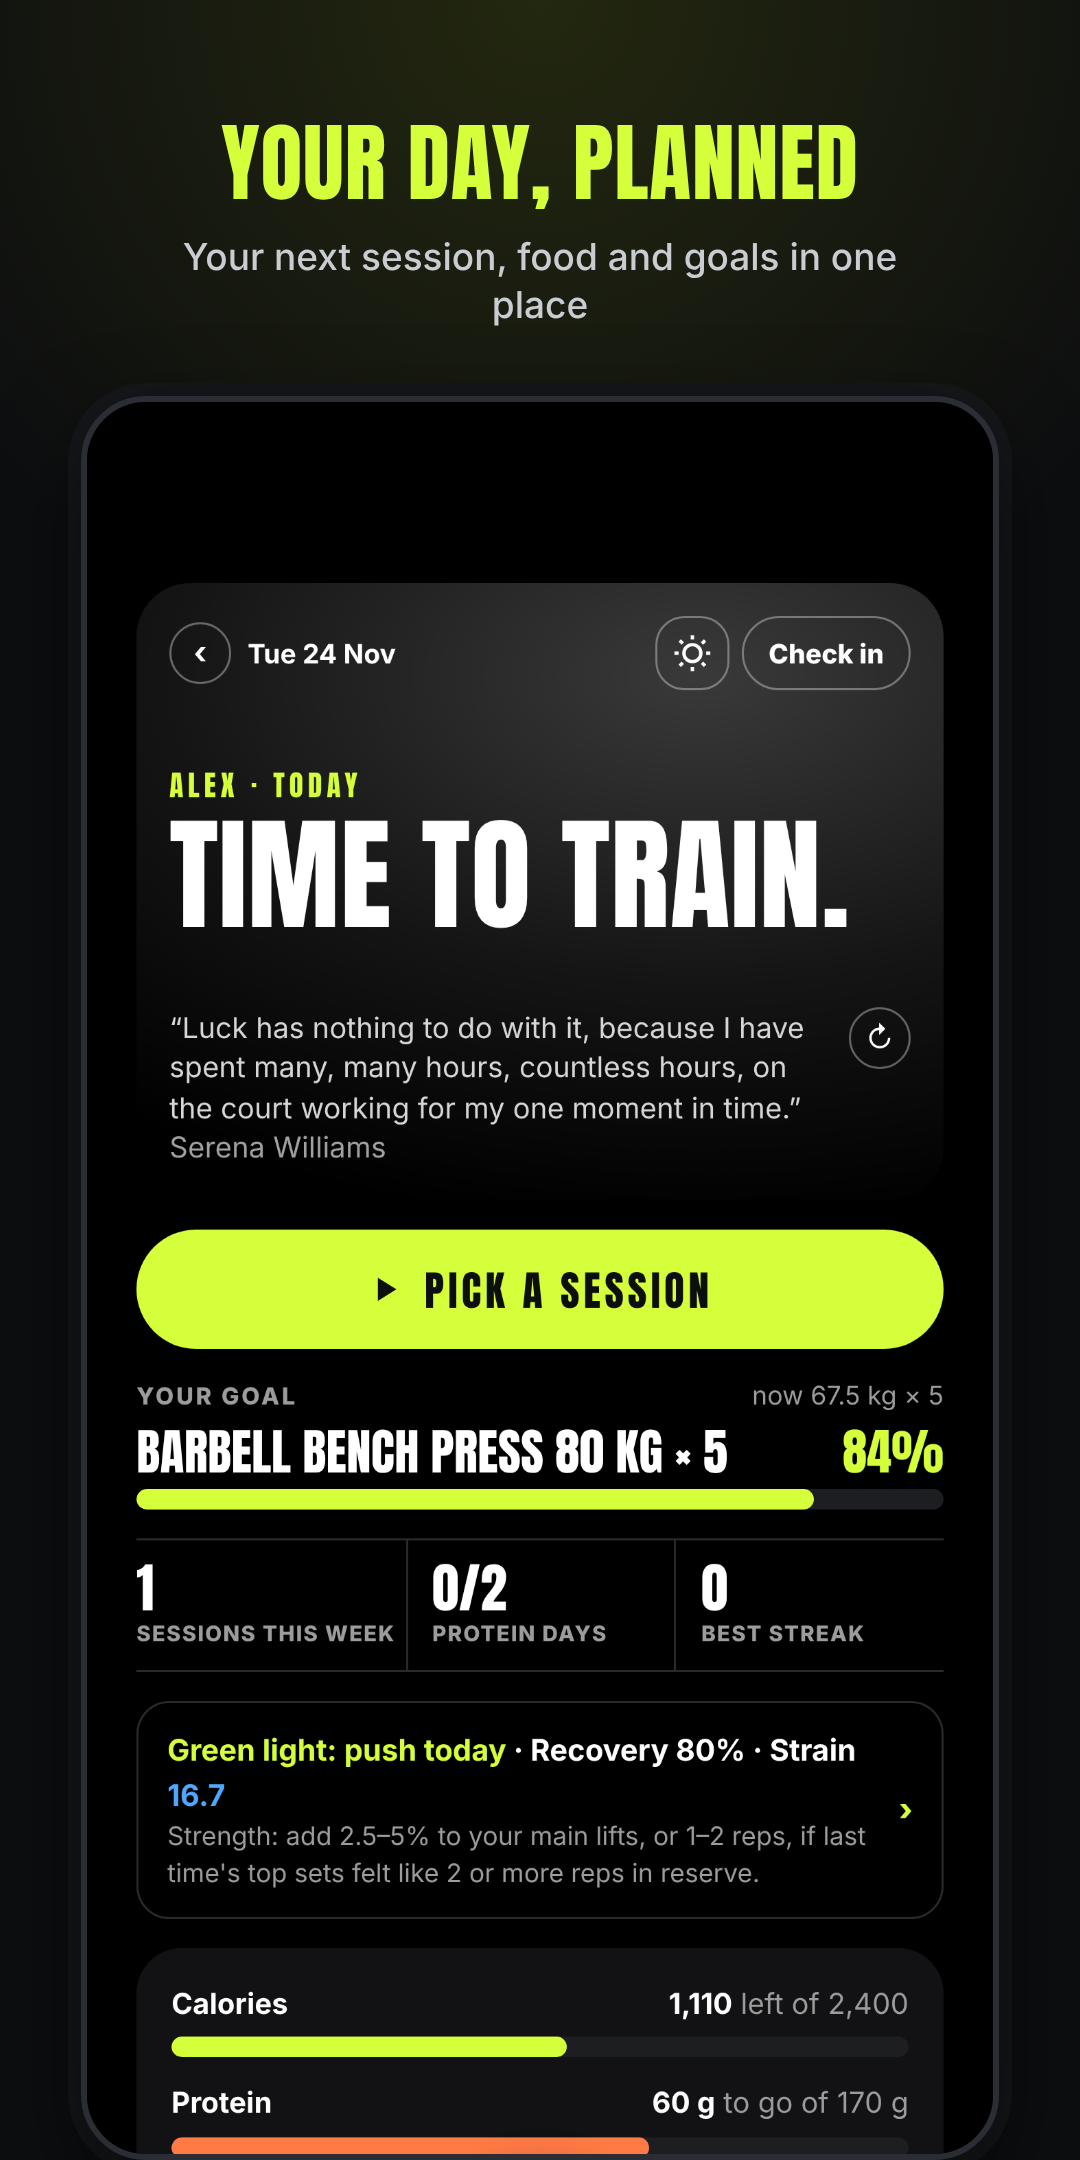 YOUR DAY, PLANNED
Your next session, food and goals in one
place
‹ Tue 24 Nov Check in
ALEX · TODAY
TIME TO TRAIN.
“Luck has nothing to do with it, because I have
spent many, many hours, countless hours, on
the court working for my one moment in time.”
Serena Williams
PICK A SESSION
YOUR GOAL now 67.5 kg × 5
BARBELL BENCH PRESS 80 KG × 5 84%
1 0/2 0
SESSIONS THIS WEEK PROTEIN DAYS BEST STREAK
Green light: push today · Recovery 80% · Strain
16.7
Strength: add 2.5–5% to your main lifts, or 1–2 reps, if last
time's top sets felt like 2 or more reps in reserve.
Calories 1,110 left of 2,400
Protein 60 g to go of 170 g